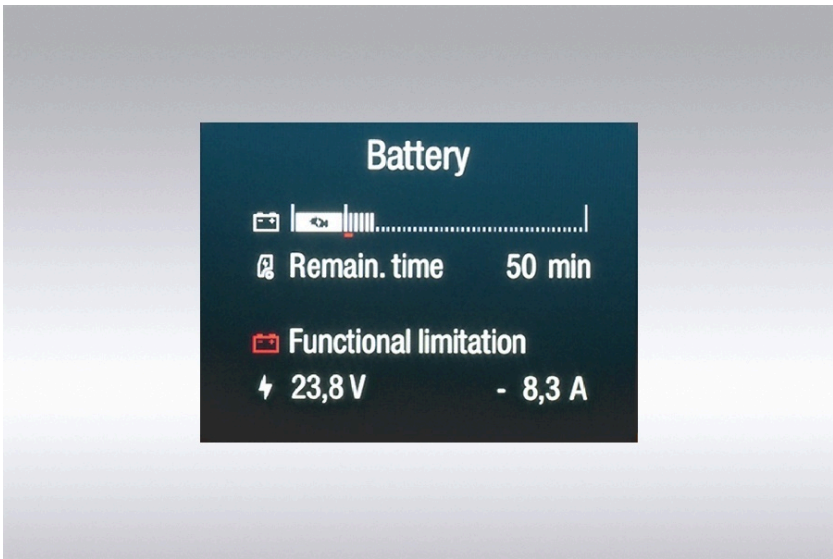 Battery
Remain. time 50 min
Functional limitation
23,8 V - 8,3 A